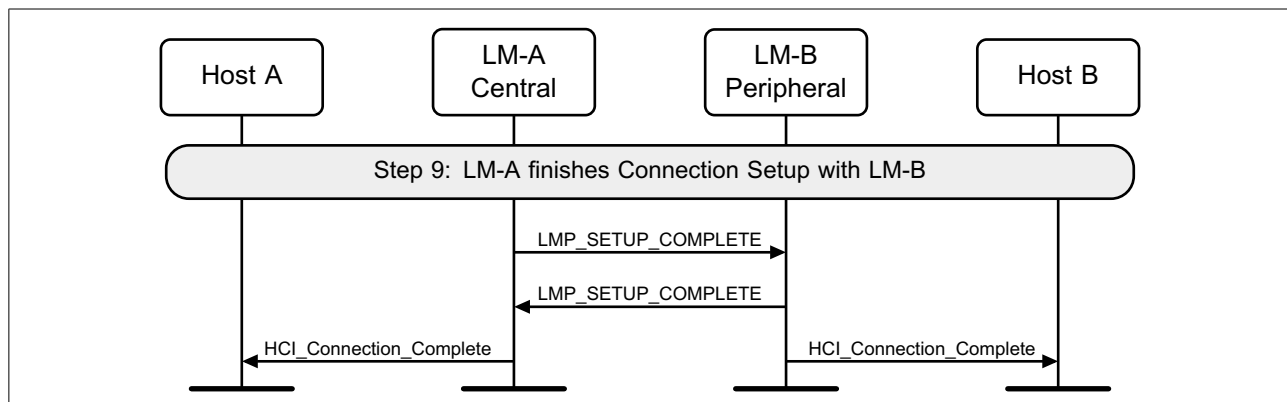 Host A
LM-A
Central
LM-B
Peripheral
Host B
Step 9: LM-A finishes Connection Setup with LM-B
LMP_SETUP_COMPLETE
LMP_SETUP_COMPLETE
HCI_Connection_Complete
HCI_Connection_Complete